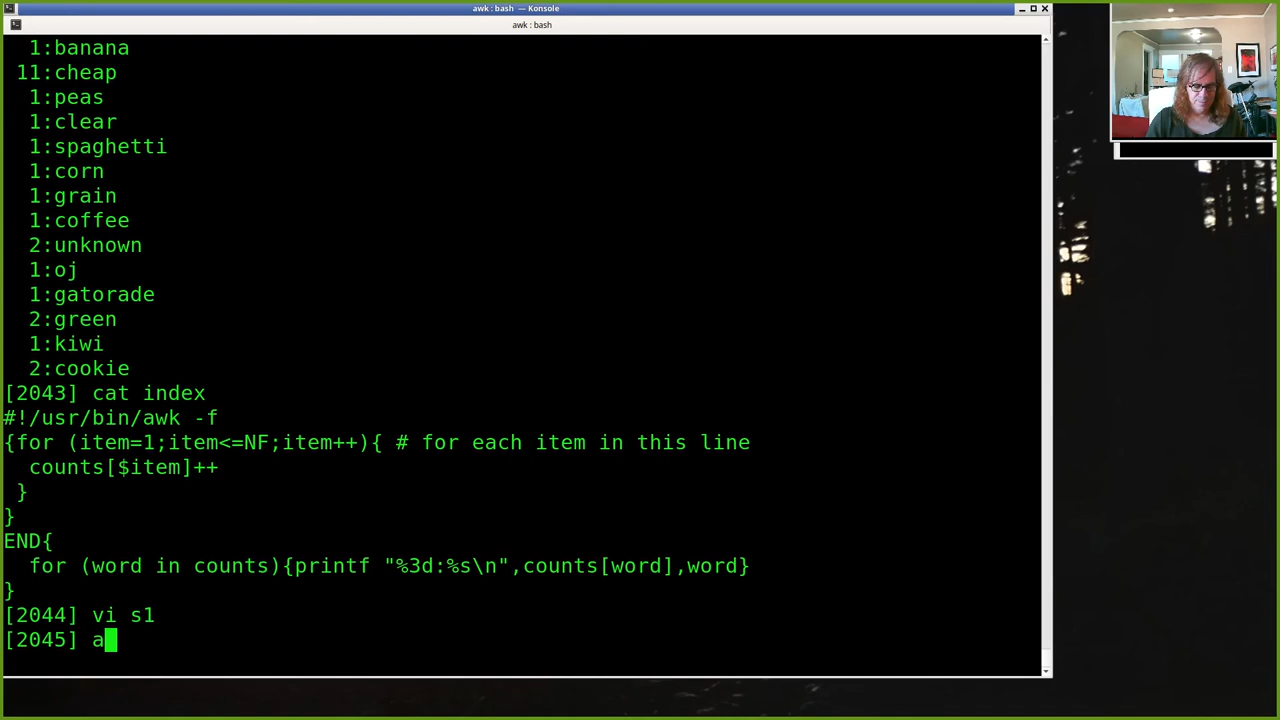 awk : bash — Konsole
awk : bash
1:banana
11:cheap
1:peas
1:clear
1:spaghetti
1:corn
1:grain
1:coffee
2:unknown
1:oj
1:gatorade
2:green
1:kiwi
2:cookie
[2043] cat index
#!/usr/bin/awk -f
{for (item=1;item<=NF;item++){ # for each item in this line
counts[$item]++
}
}
END{
for (word in counts){printf "%3d:%s\n",counts[word],word}
}
[2044] vi s1
[2045] a